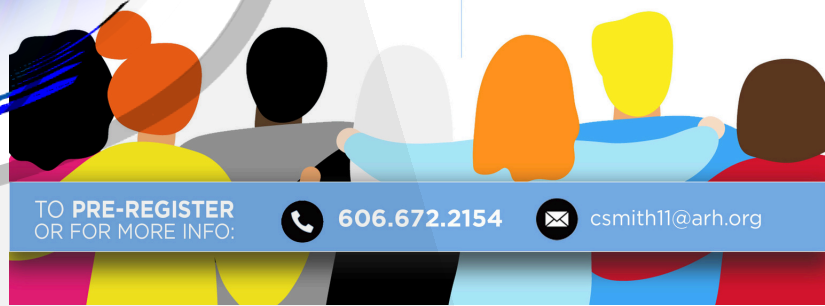 TO PRE-REGISTER
OR FOR MORE INFO:
606.672.2154
csmith11@arh.org